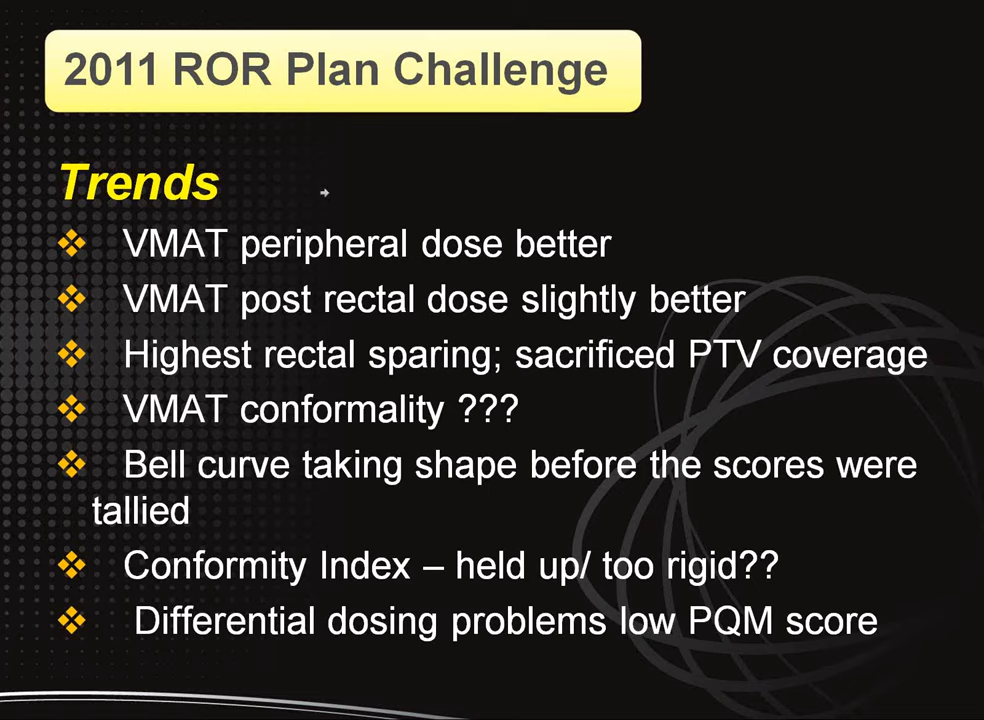 2011 ROR Plan Challenge
Trends
VMAT peripheral dose better
VMAT post rectal dose slightly better
Highest rectal sparing; sacrificed PTV coverage
VMAT conformality ???
Bell curve taking shape before the scores were
tallied
Conformity Index – held up/ too rigid??
Differential dosing problems low PQM score